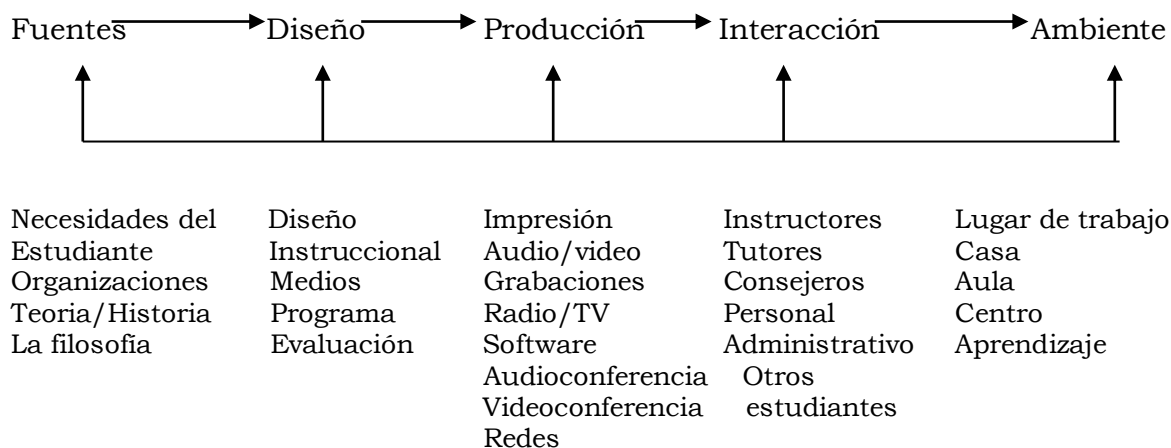 Fuentes Diseño Producción Interacción Ambiente
Necesidades del
Estudiante
Organizaciones
Teoria/Historia
La filosofía
Diseño
Instruccional
Medios
Programa
Evaluación
Impresión
Audio/video
Grabaciones
Radio/TV
Software
Audioconferencia
Videoconferencia
Redes
Instructores
Tutores
Consejeros
Personal
Administrativo
Otros
estudiantes
Lugar de trabajo
Casa
Aula
Centro
Aprendizaje